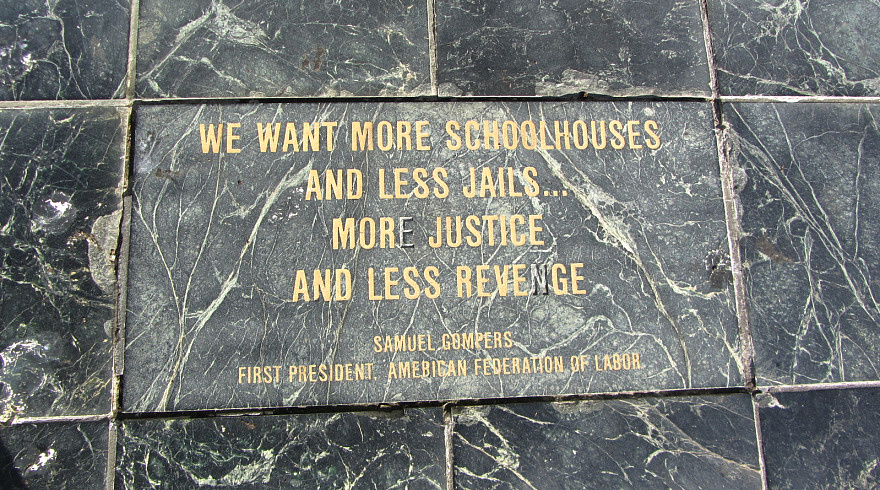 WE WANT MORE SCHOOLHOUSES
AND LESS JAILS...
MORE JUSTICE
AND LESS REVENGE
SAMUEL GOMPERS
FIRST PRESIDENT, AMERICAN FEDERATION OF LABOR